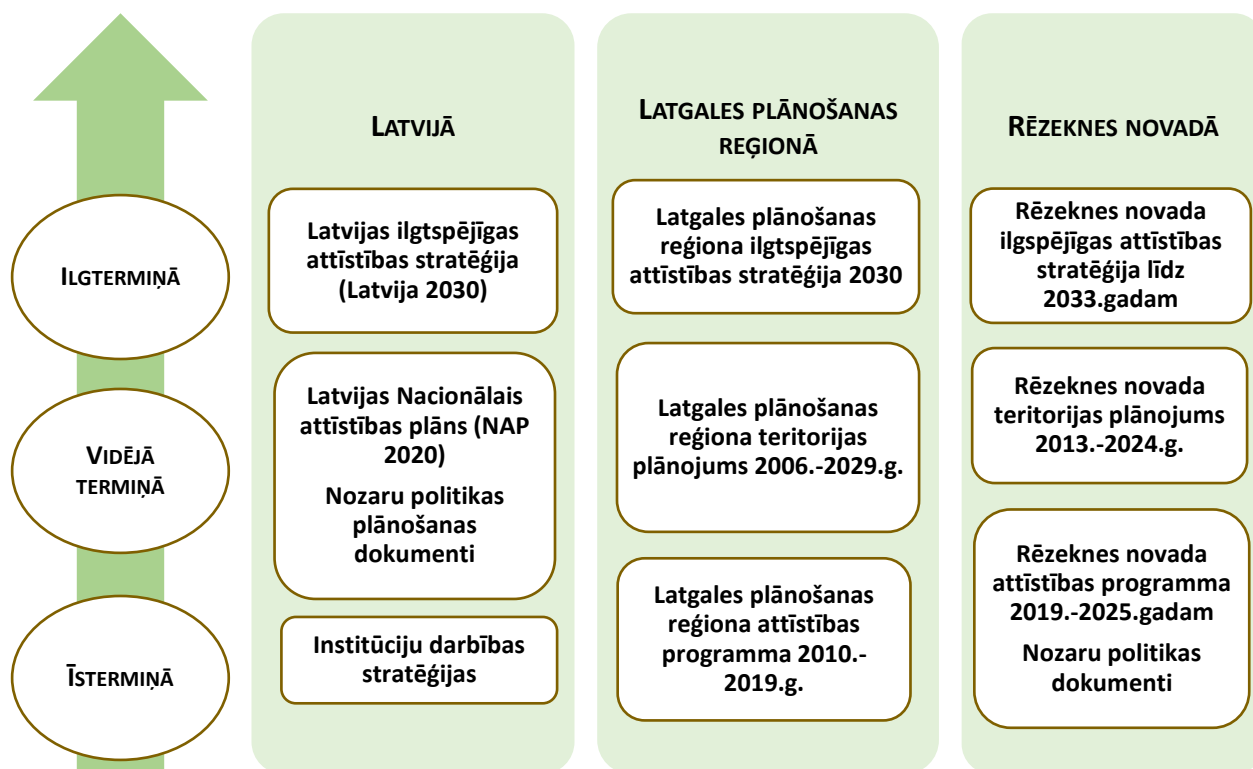 LATVIJĀ
LATGALES PLĀNOŠANAS
REĢIONĀ
RĒZEKNES NOVADĀ
ILGTERMIŅĀ
Latvijas ilgtspējīgas
attīstības stratēģija
(Latvija 2030)
Latgales plānošanas
reģiona ilgtspējīgas
attīstības stratēģija 2030
Rēzeknes novada
ilgspējīgas attīstības
stratēģija līdz
2033.gadam
VIDĒJĀ
TERMIŅĀ
Latvijas Nacionālais
attīstības plāns (NAP
2020)
Nozaru politikas
plānošanas
dokumenti
Latgales plānošanas
reģiona teritorijas
plānojums 2006.-2029.g.
Rēzeknes novada
teritorijas plānojums
2013.-2024.g.
ĪSTERMIŅĀ
Institūciju darbības
stratēģijas
Latgales plānošanas
reģiona attīstības
programma 2010.-
2019.g.
Rēzeknes novada
attīstības programma
2019.-2025.gadam
Nozaru politikas
dokumenti